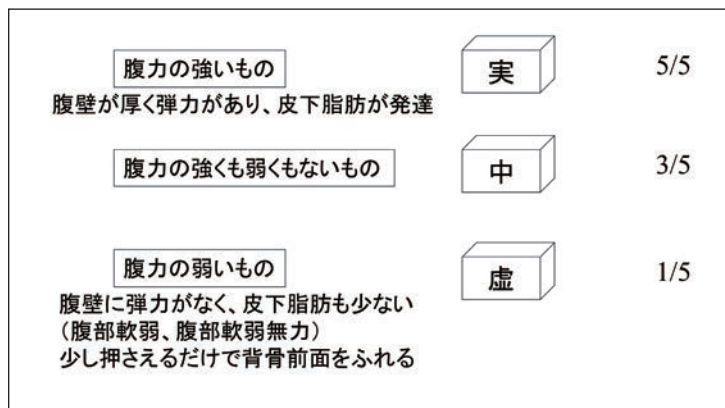 腹力の強いもの 実 5/5
腹壁が厚く弾力があり、皮下脂肪が発達
腹力の強くも弱くもないもの 中 3/5
腹力の弱いもの 虚 1/5
腹壁に弾力がなく、皮下脂肪も少ない
（腹部軟弱、腹部軟弱無力）
少し押さえるだけで背骨前面をふれる